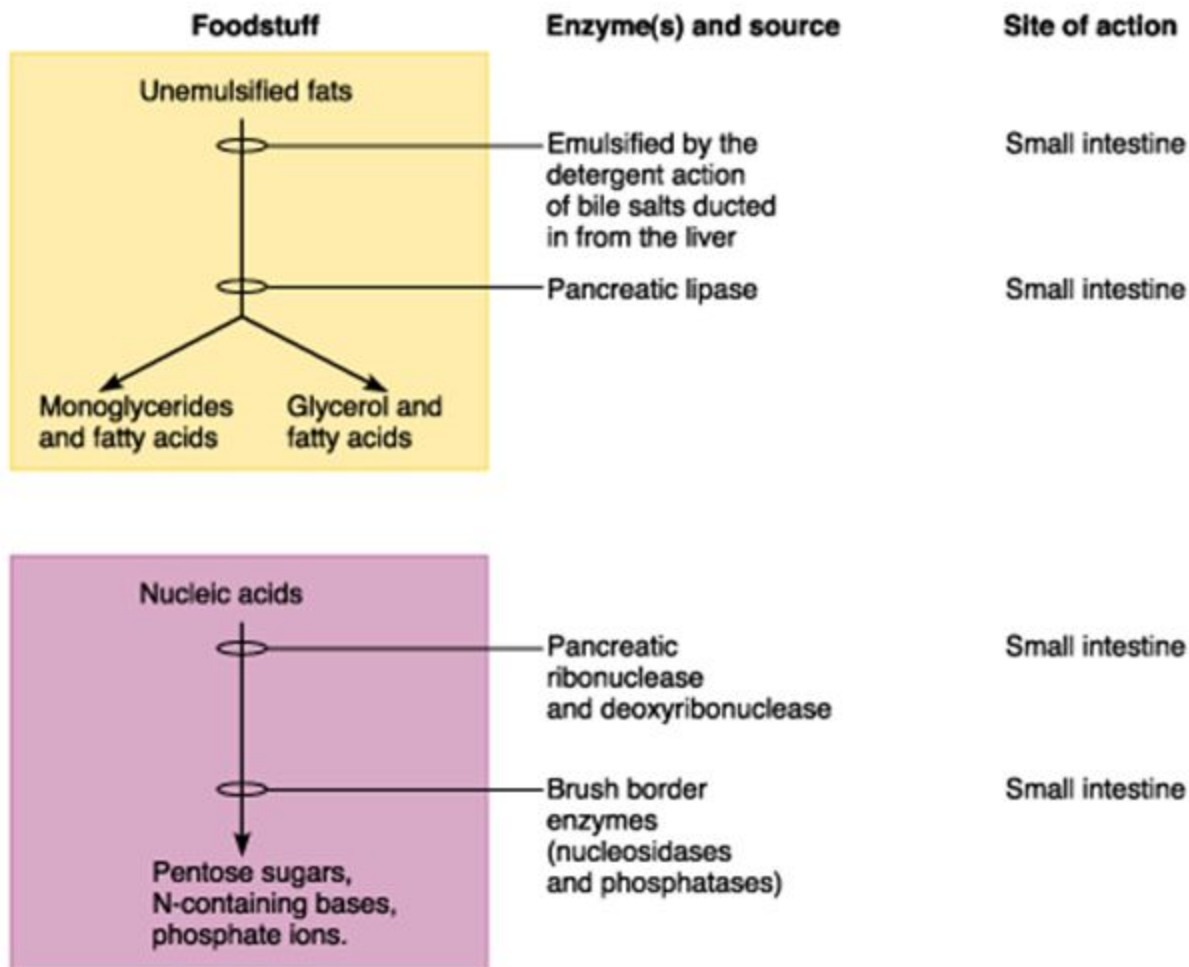 Foodstuff
Enzyme(s) and source
Site of action
Unemulsified fats
Emulsified by the
detergent action
of bile salts ducted
in from the liver
Small intestine
Pancreatic lipase
Small intestine
Monoglycerides
and fatty acids
Glycerol and
fatty acids
Nucleic acids
Pancreatic
ribonuclease
and deoxyribonuclease
Small intestine
Brush border
enzymes
(nucleosidases
and phosphatases)
Small intestine
Pentose sugars,
N-containing bases,
phosphate ions.